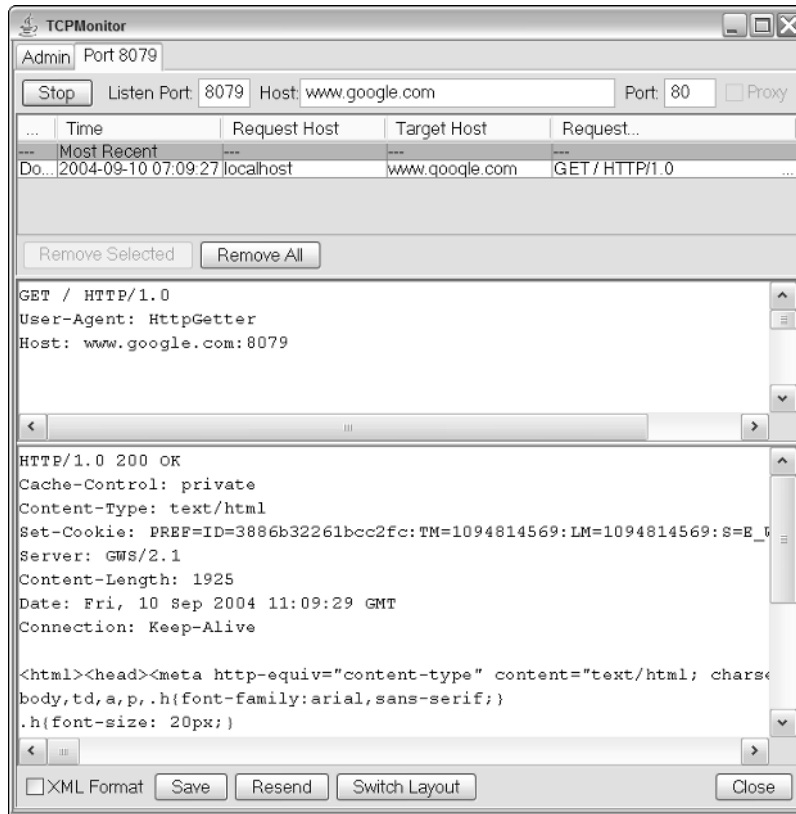 TCPMonitor
Admin Port 8079
Stop Listen Port: 8079 Host: www.google.com Port: 80 Proxy
... Time Request Host Target Host Request...
--- Most Recent --- --- ---
Do... 2004-09-10 07:09:27 localhost www.google.com GET / HTTP/1.0 ...
Remove Selected Remove All
GET / HTTP/1.0
User-Agent: HttpGetter
Host: www.google.com:8079
HTTP/1.0 200 OK
Cache-Control: private
Content-Type: text/html
Set-Cookie: PREF=ID=3886b32261bcc2fc:TM=1094814569:LM=1094814569:S=E_
Server: GWS/2.1
Content-Length: 1925
Date: Fri, 10 Sep 2004 11:09:29 GMT
Connection: Keep-Alive
<html><head><meta http-equiv="content-type" content="text/html; charse
body,td,a,p,.h{font-family:arial,sans-serif;}
.h{font-size: 20px;}
XML Format Save Resend Switch Layout Close